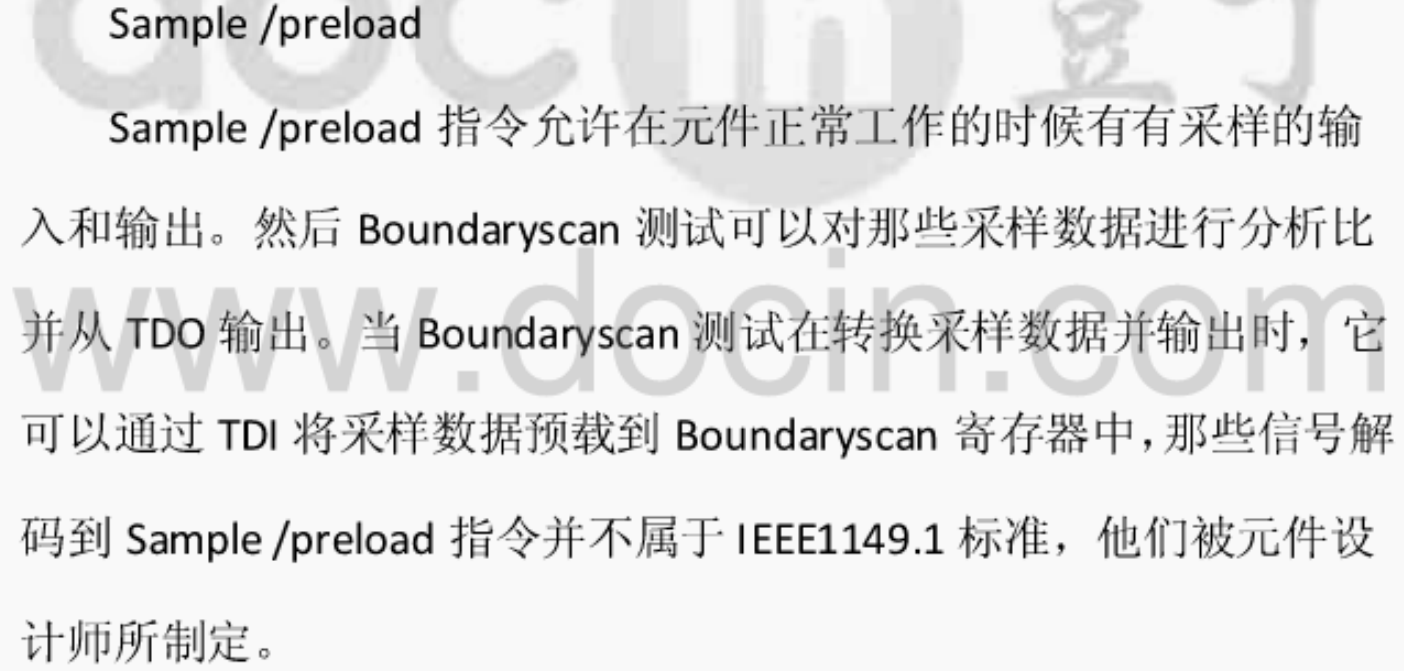 Sample /preload
Sample /preload 指令允许在元件正常工作的时候有有采样的输
入和输出。然后 Boundaryscan 测试可以对那些采样数据进行分析比
并从 TDO 输出。当 Boundaryscan 测试在转换采样数据并输出时，它
可以通过 TDI 将采样数据预载到 Boundaryscan 寄存器中，那些信号解
码到 Sample /preload 指令并不属于 IEEE1149.1 标准，他们被元件设
计师所制定。
docin 豆丁
www.docin.com